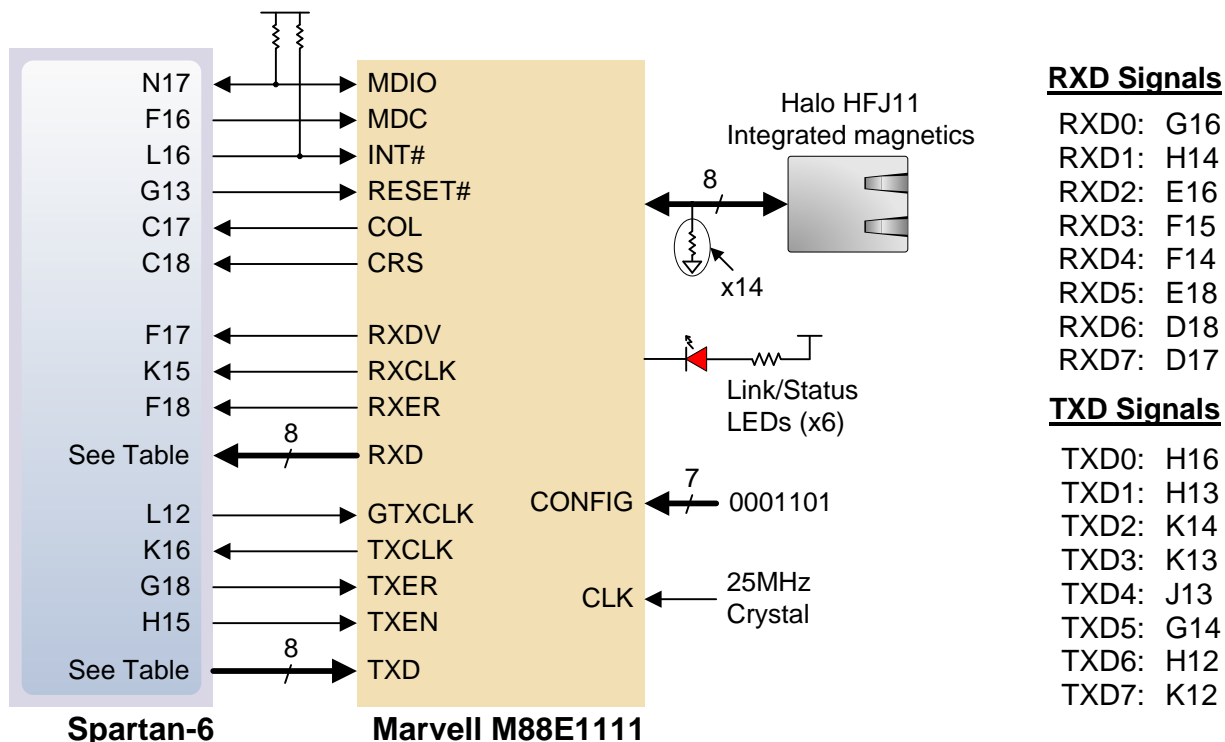 N17 MDIO
F16 MDC
L16 INT#
G13 RESET#
C17 COL
C18 CRS
F17 RXDV
K15 RXCLK
F18 RXER
8
See Table RXD
L12 GTXCLK
K16 TXCLK
G18 TXER
H15 TXEN
8
See Table TXD
Spartan-6
Marvell M88E1111
Halo HFJ11
Integrated magnetics
8
x14
Link/Status
LEDs (x6)
7
CONFIG 0001101
CLK
25MHz
Crystal
RXD Signals
RXD0: G16
RXD1: H14
RXD2: E16
RXD3: F15
RXD4: F14
RXD5: E18
RXD6: D18
RXD7: D17
TXD Signals
TXD0: H16
TXD1: H13
TXD2: K14
TXD3: K13
TXD4: J13
TXD5: G14
TXD6: H12
TXD7: K12